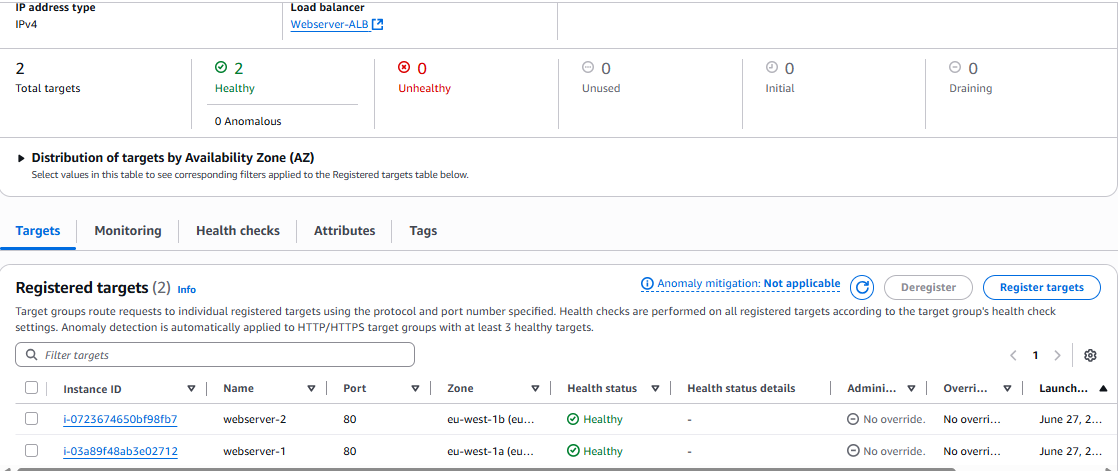 IP address type
IPv4
Load balancer
Webserver-ALB
2
Total targets
2
Healthy
0 Anomalous
0
Unhealthy
0
Unused
0
Initial
0
Draining
Distribution of targets by Availability Zone (AZ)
Select values in this table to see corresponding filters applied to the Registered targets table below.
Targets Monitoring Health checks Attributes Tags
Registered targets (2) Info
Anomaly mitigation: Not applicable
Deregister
Register targets
Target groups route requests to individual registered targets using the protocol and port number specified. Health checks are performed on all registered targets according to the target group's health check
settings. Anomaly detection is automatically applied to HTTP/HTTPS target groups with at least 3 healthy targets.
Filter targets
1
Instance ID Name Port Zone Health status Health status details Admini... Overri... Launch...
i-0723674650bf98fb7 webserver-2 80 eu-west-1b (eu... Healthy - No override. No overri... June 27, 2...
i-03a89f48ab3e02712 webserver-1 80 eu-west-1a (eu... Healthy - No override. No overri... June 27, 2...